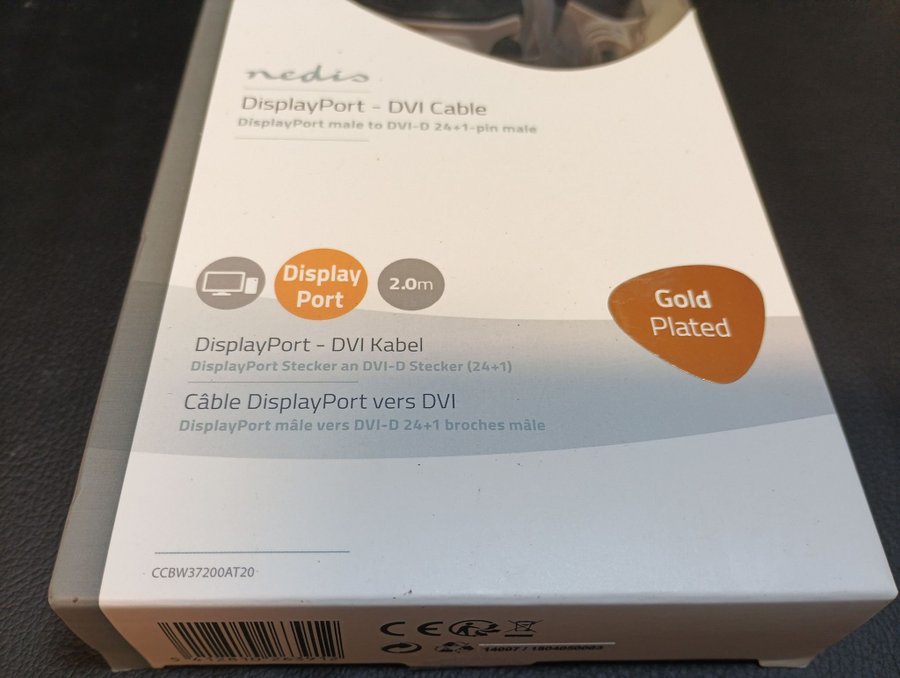 nedis
DisplayPort - DVI Cable
DisplayPort male to DVI-D 24+1-pin male
Display
Port
2.0m
Gold
Plated
DisplayPort - DVI Kabel
DisplayPort Stecker an DVI-D Stecker (24+1)
Câble DisplayPort vers DVI
DisplayPort mâle vers DVI-D 24+1 broches mâle
CCBW37200AT20
CE